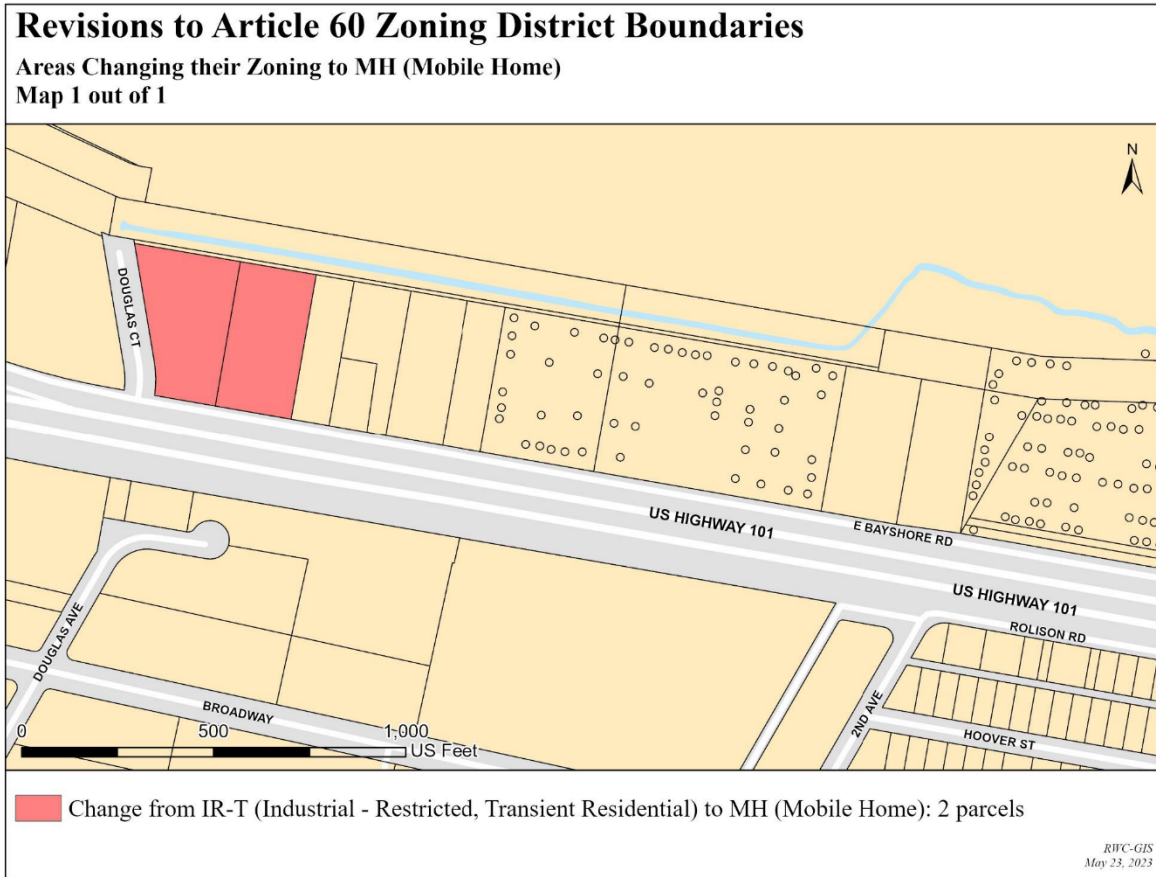 Revisions to Article 60 Zoning District Boundaries
Areas Changing their Zoning to MH (Mobile Home)
Map 1 out of 1
N
DOUGLAS CT
US HIGHWAY 101
E BAYSHORE RD
US HIGHWAY 101
ROLISON RD
DOUGLAS AVE
BROADWAY
2ND AVE
HOOVER ST
0 500 1,000
US Feet
Change from IR-T (Industrial - Restricted, Transient Residential) to MH (Mobile Home): 2 parcels
RWC-GIS
May 23, 2023